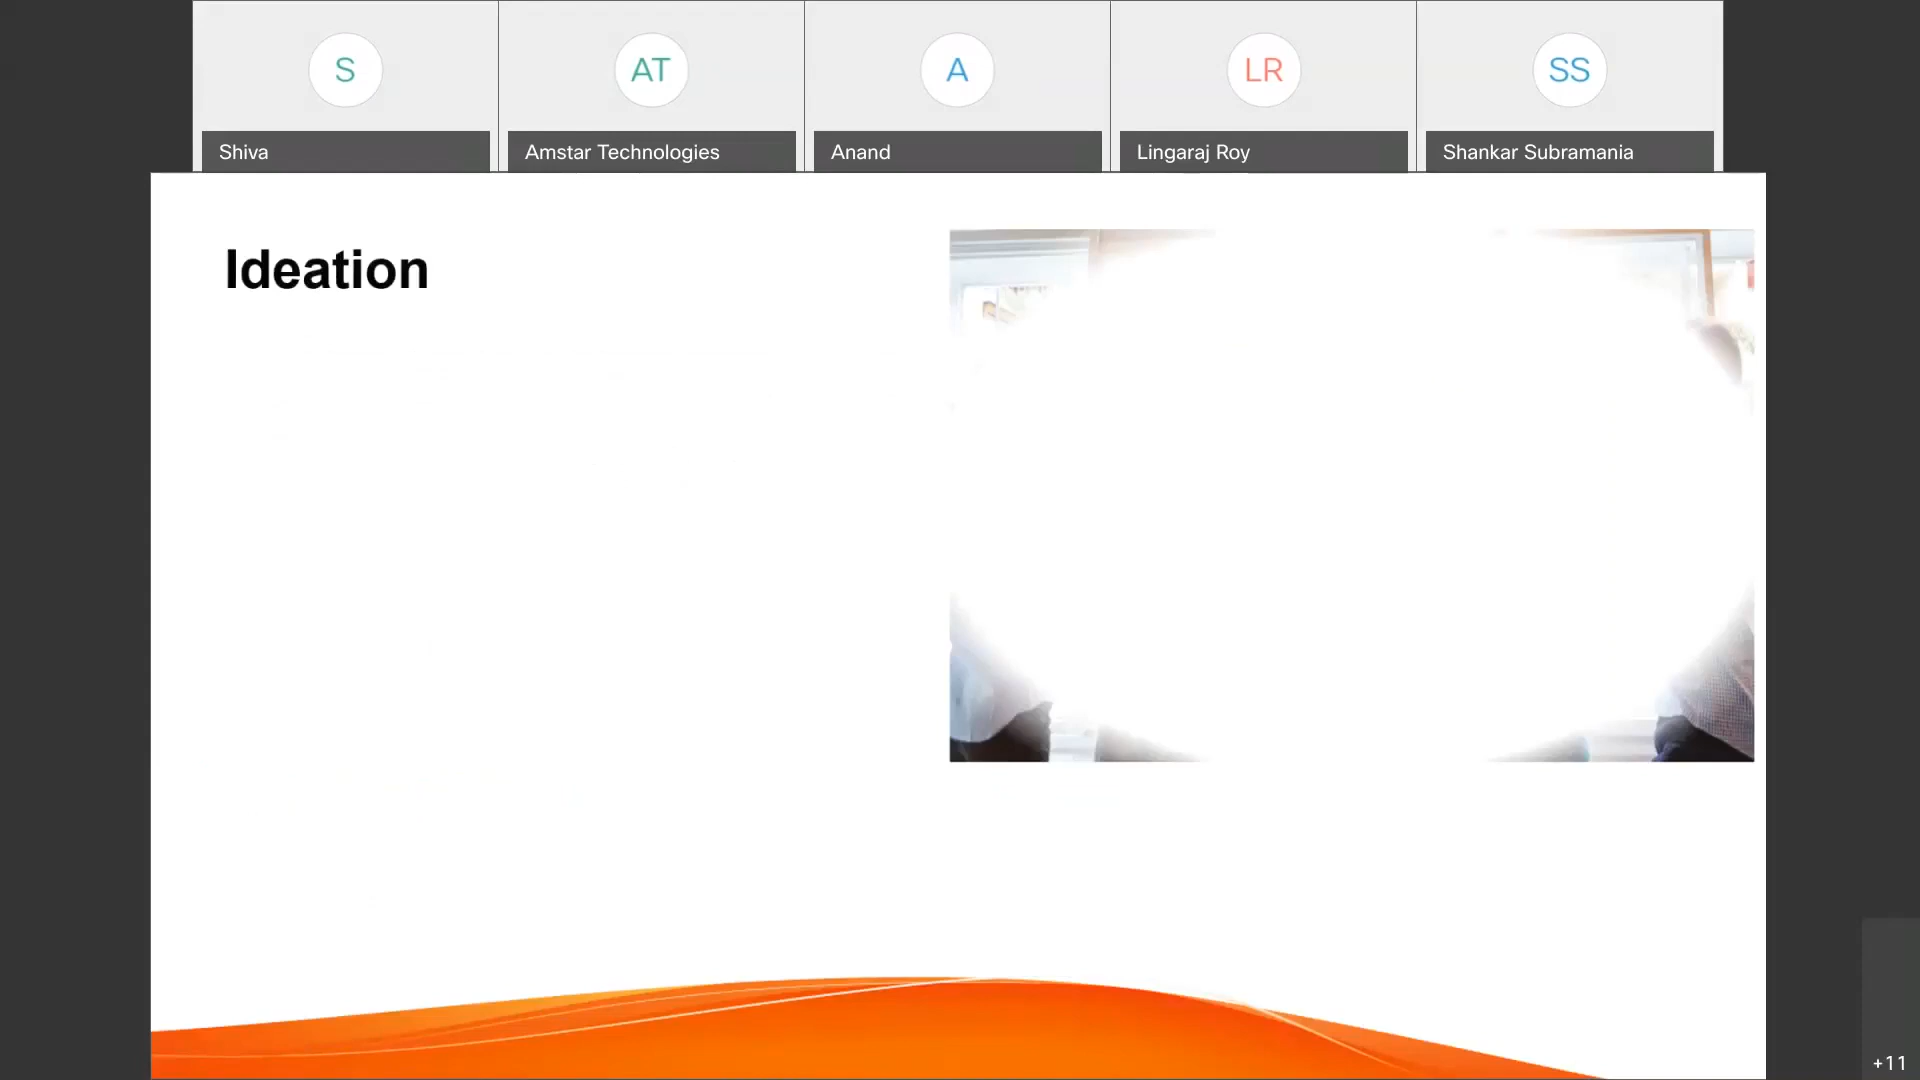 S
AT
A
LR
SS
Shiva
Amstar Technologies
Anand
Lingaraj Roy
Shankar Subramania
Ideation
+11